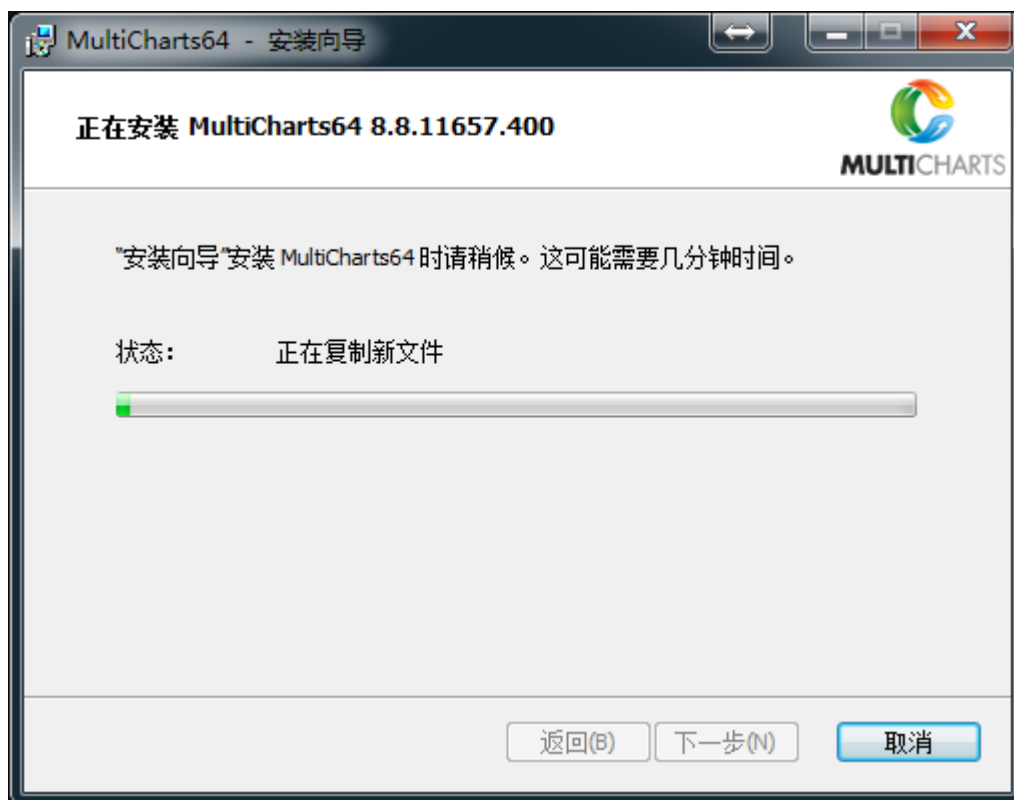 MultiCharts64 - 安装向导
正在安装 MultiCharts64 8.8.11657.400
MULTICHARTS
"安装向导"安装 MultiCharts64 时请稍候。这可能需要几分钟时间。
状态: 正在复制新文件
返回(B) 下一步(N) 取消